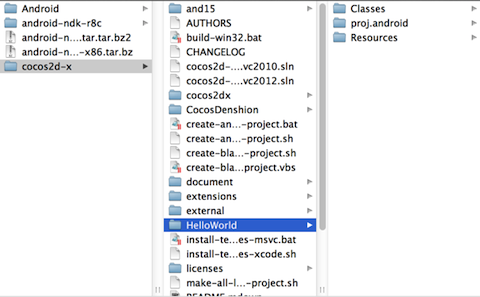 Android
android-ndk-r8c
android-n....tar.tar.bz2
android-n...-x86.tar.bz
cocos2d-x
and15
AUTHORS
build-win32.bat
CHANGELOG
cocos2d-....vc2010.sln
cocos2d-....vc2012.sln
cocos2dx
CocosDenshion
create-an...-project.bat
create-an...-project.sh
create-bla...-project.sh
create-bla...project.vbs
document
extensions
external
HelloWorld
install-te...es-msvc.bat
install-te...es-xcode.sh
licenses
make-all-l...-project.sh
README.mdown
Classes
proj.android
Resources